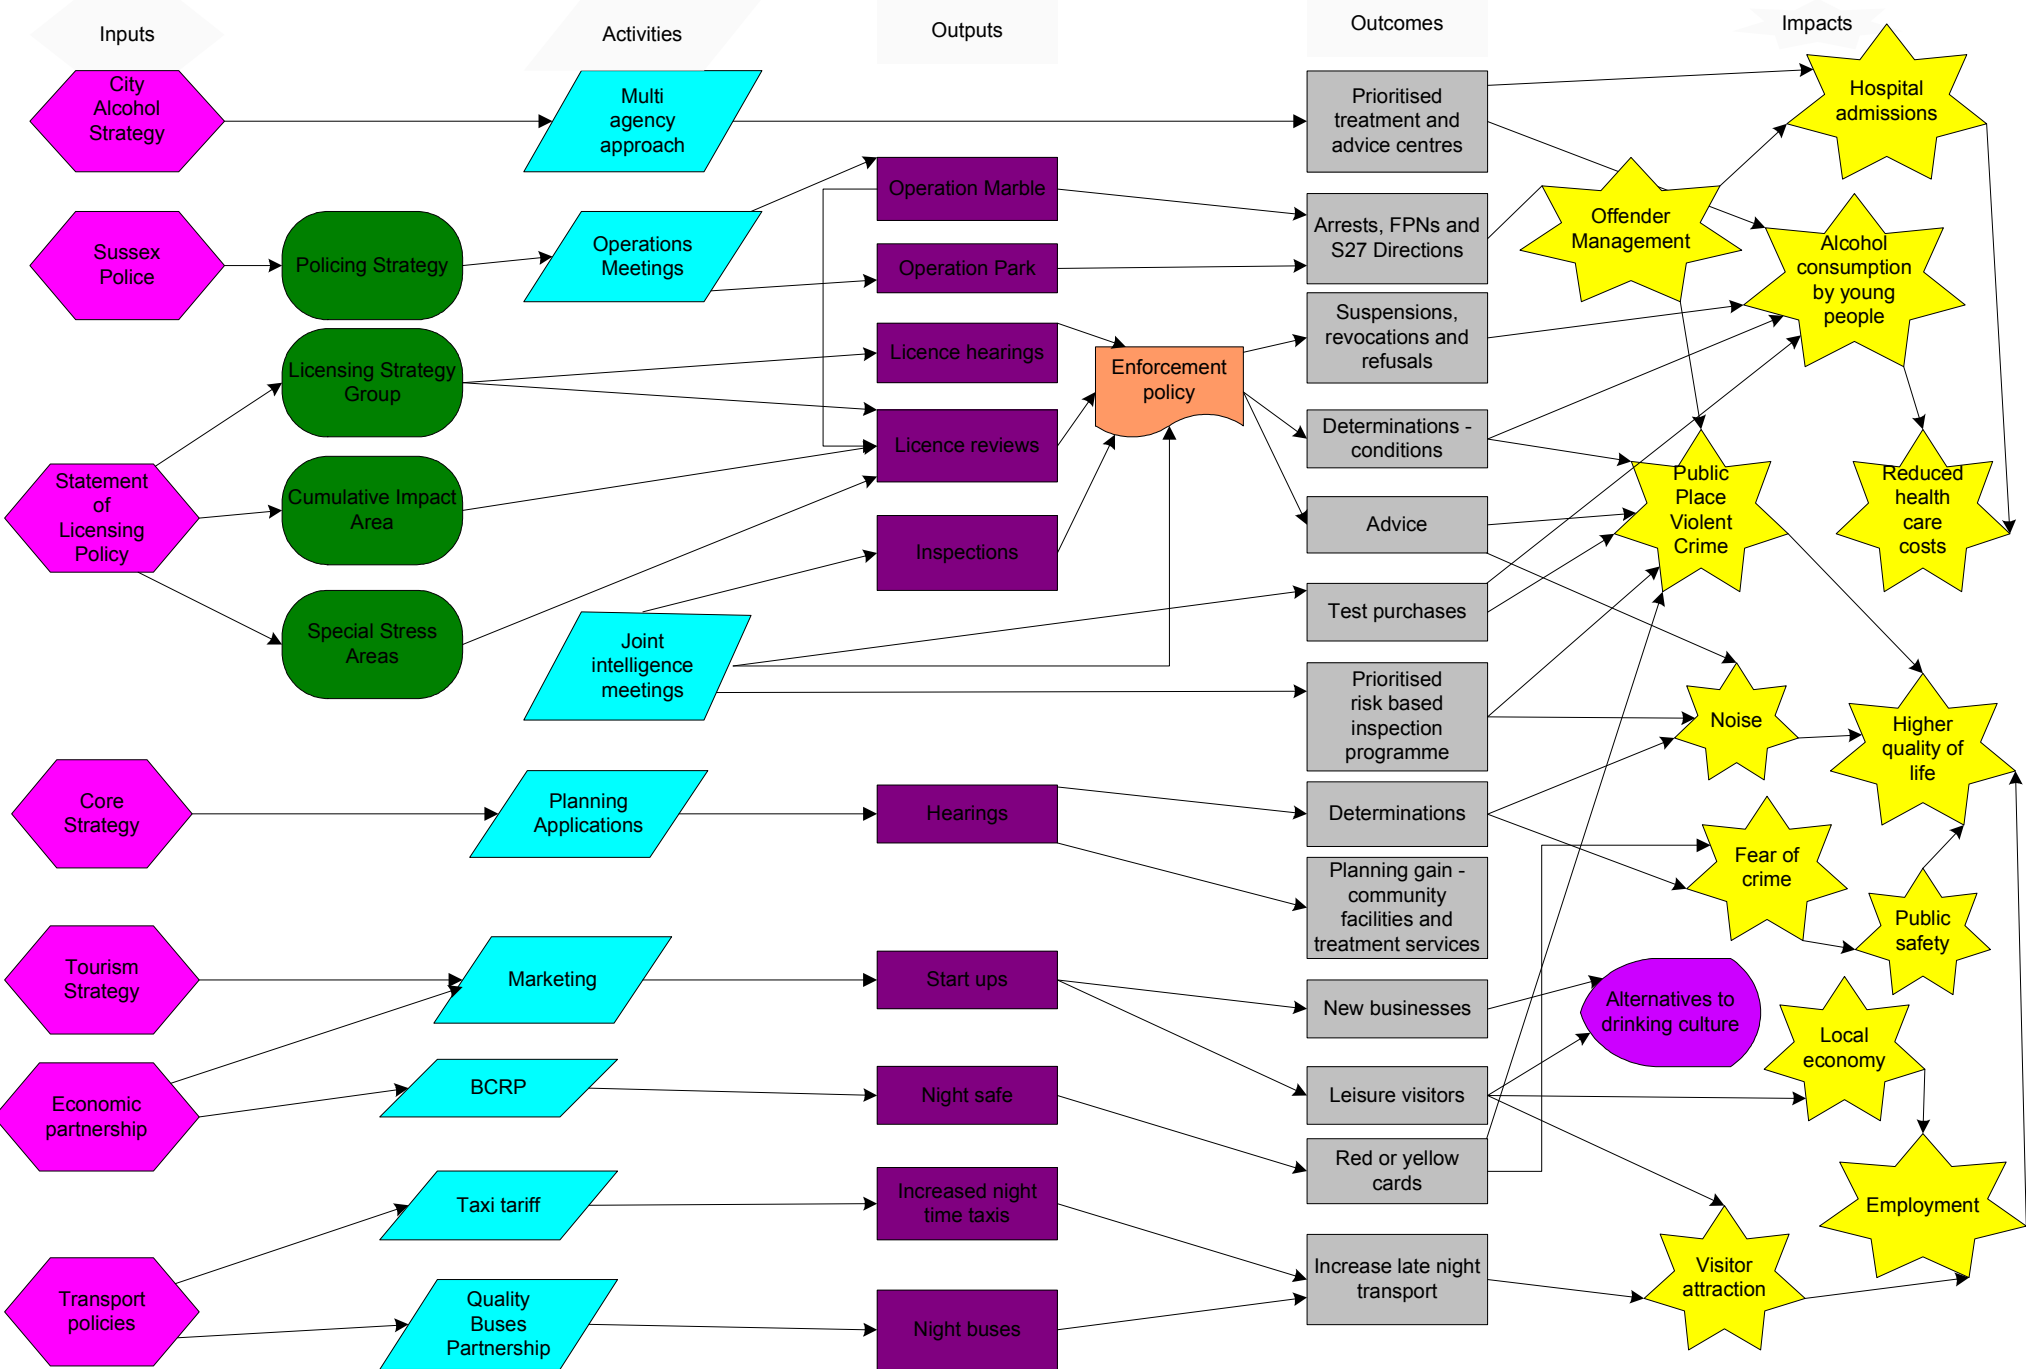 Inputs
Activities
Outputs
Outcomes
Impacts
City
Alcohol
Strategy
Multi
agency
approach
Prioritised
treatment and
advice centres
Hospital
admissions
Operation Marble
Sussex
Police
Policing Strategy
Operations
Meetings
Operation Park
Arrests, FPNs and
S27 Directions
Offender
Management
Alcohol
consumption
by young
people
Licensing Strategy
Group
Licence hearings
Enforcement
policy
Suspensions,
revocations and
refusals
Licence reviews
Determinations -
conditions
Statement
of
Licensing
Policy
Cumulative Impact
Area
Inspections
Advice
Public
Place
Violent
Crime
Reduced
health
care
costs
Special Stress
Areas
Joint
intelligence
meetings
Test purchases
Prioritised
risk based
inspection
programme
Noise
Higher
quality of
life
Core
Strategy
Planning
Applications
Hearings
Determinations
Fear of
crime
Planning gain -
community
facilities and
treatment services
Public
safety
Tourism
Strategy
Marketing
Start ups
New businesses
Alternatives to
drinking culture
Local
economy
Economic
partnership
BCRP
Night safe
Leisure visitors
Red or yellow
cards
Taxi tariff
Increased night
time taxis
Employment
Transport
policies
Quality
Buses
Partnership
Night buses
Increase late night
transport
Visitor
attraction